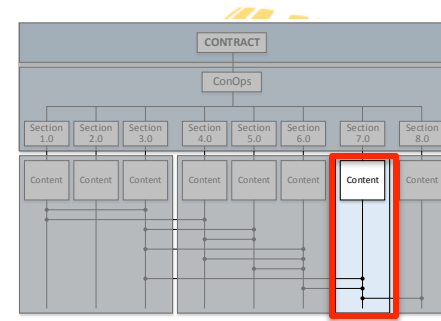 CONTRACT
ConOps
Section Section Section Section Section Section Section Section
1.0 2.0 3.0 4.0 5.0 6.0 7.0 8.0
Content Content Content Content Content Content Content Content